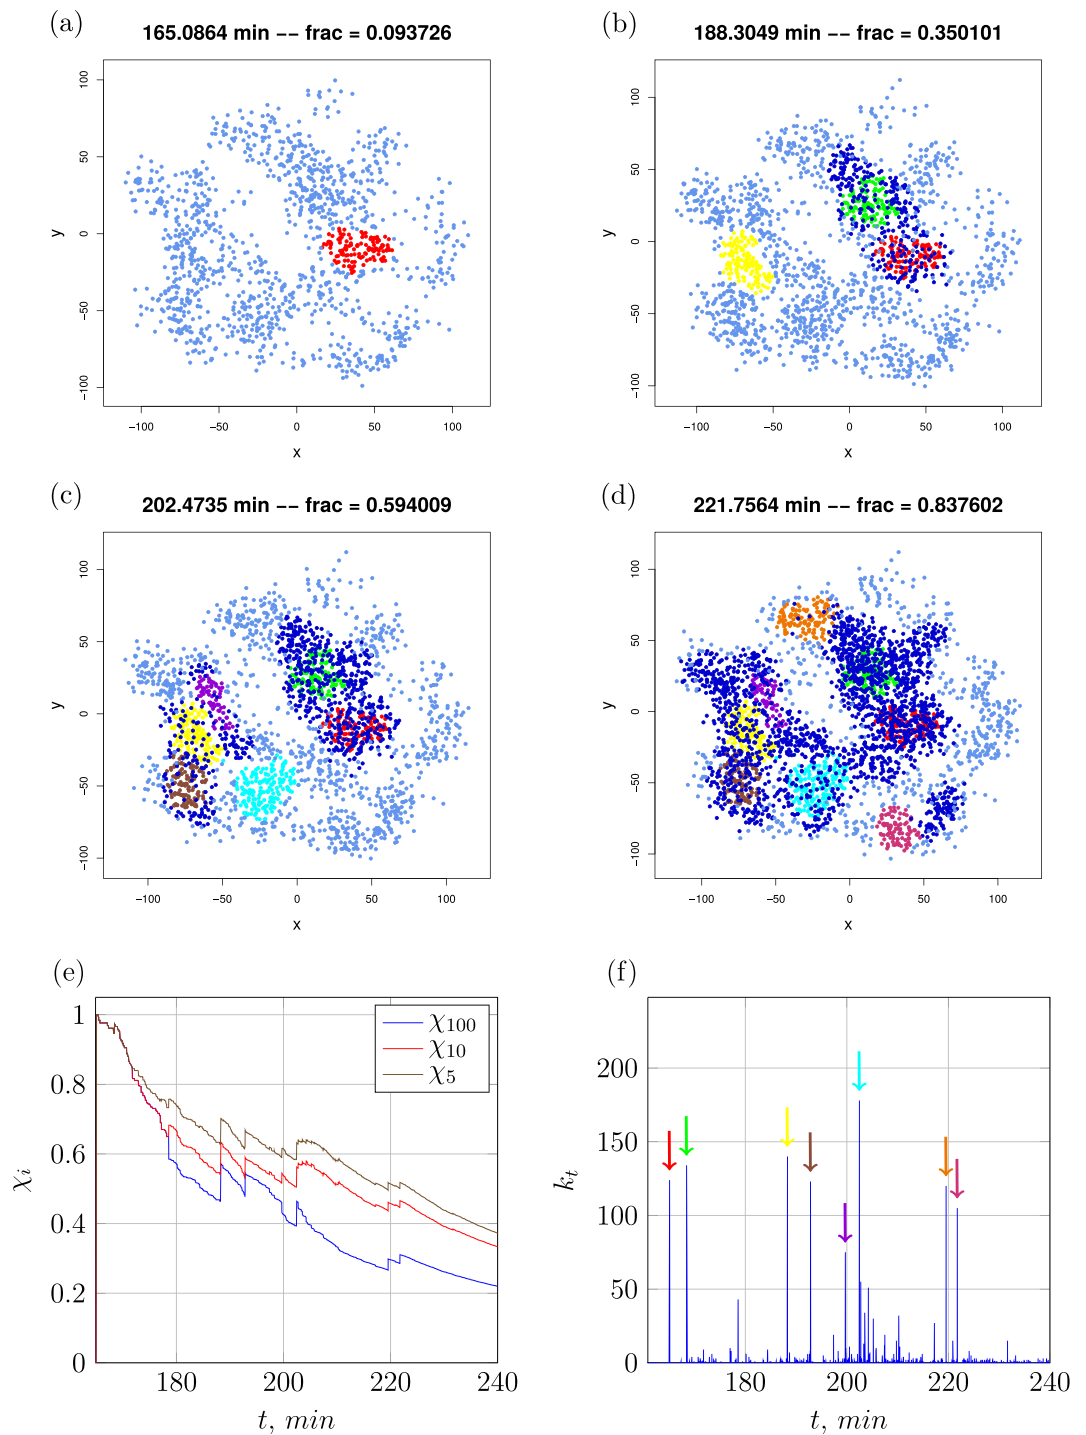 (a)
165.0864 min −− frac = 0.093726
100
50
0
−50
−100
y
−100 −50 0 50 100
x
(b)
188.3049 min −− frac = 0.350101
100
50
0
−50
−100
y
−100 −50 0 50 100
x
(c)
202.4735 min −− frac = 0.594009
100
50
0
−50
−100
y
−100 −50 0 50 100
x
(d)
221.7564 min −− frac = 0.837602
100
50
0
−50
−100
y
−100 −50 0 50 100
x
(e)
1
0.8
0.6
0.4
0.2
0
χi
χ100
χ10
χ5
180 200 220 240
t, min
(f)
200
150
100
50
0
kt
180 200 220 240
t, min